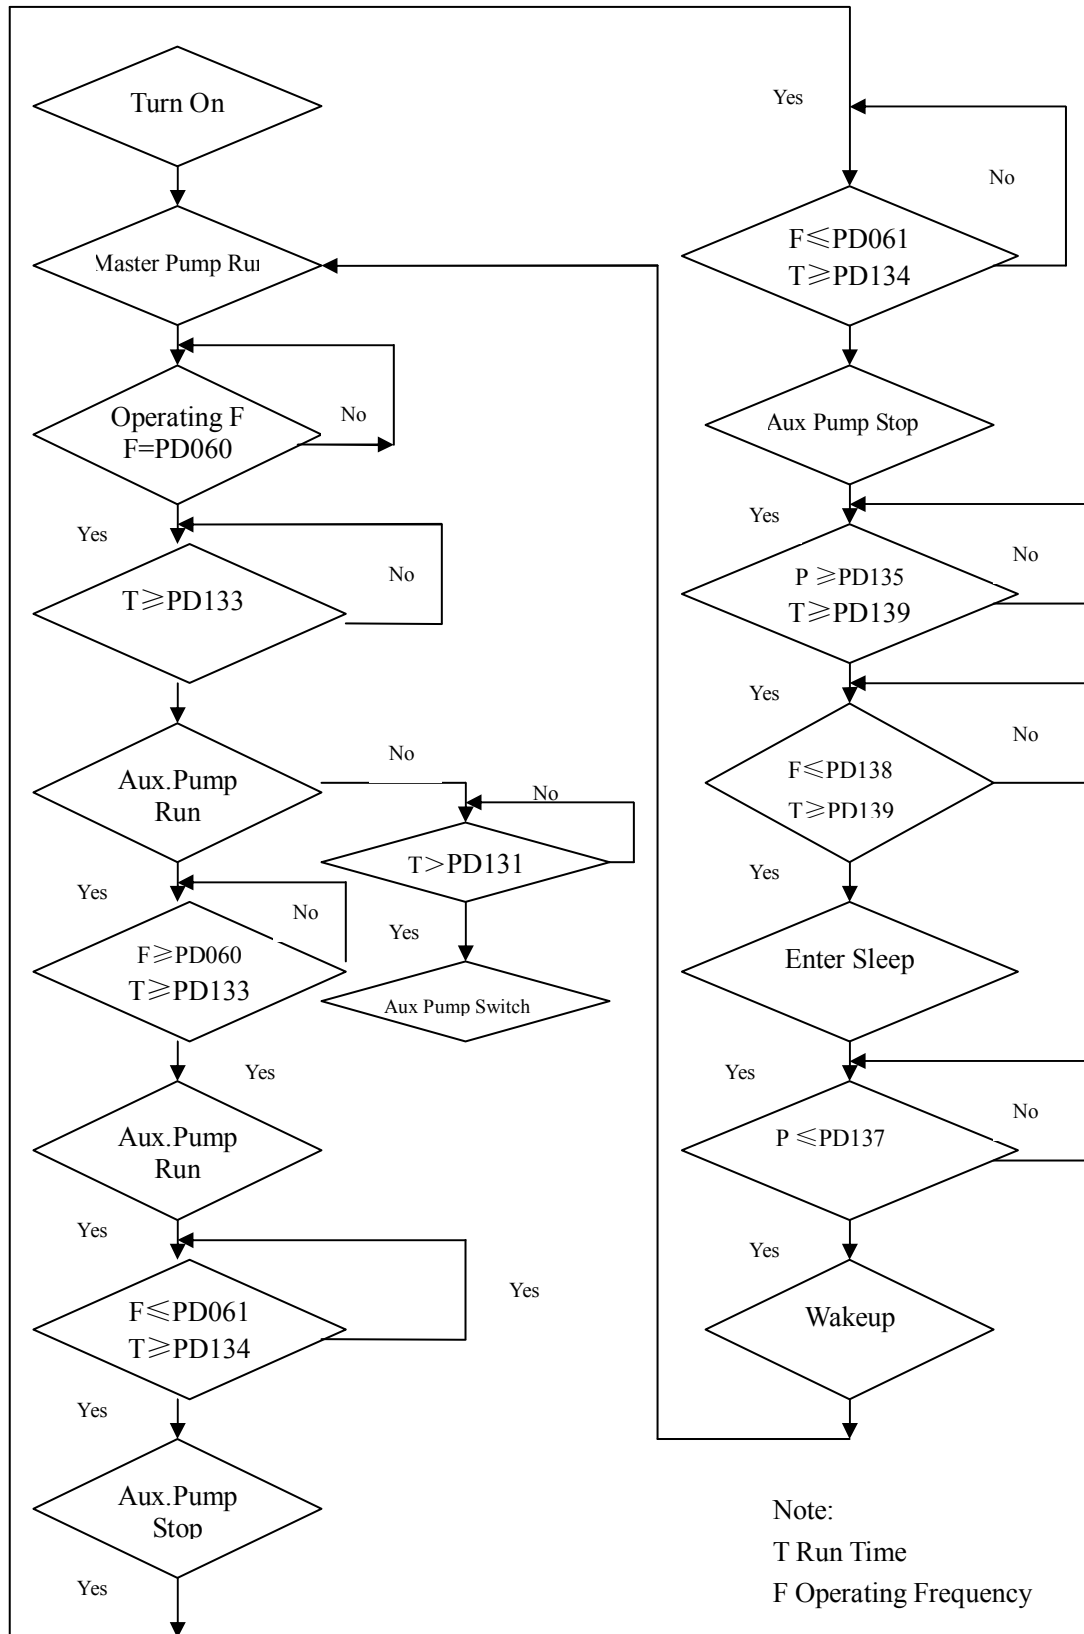 Turn On
Master Pump Run
Operating F
F=PD060
No
Yes
T≥PD133
No
Aux.Pump
Run
No
No
T>PD131
Yes
Aux Pump Switch
Yes
No
F≥PD060
T≥PD133
Yes
Aux.Pump
Run
Yes
F≤PD061
T≥PD134
Yes
Yes
Aux.Pump
Stop
Yes
Yes
No
F≤PD061
T≥PD134
Aux Pump Stop
Yes
No
P ≥PD135
T≥PD139
Yes
No
F≤PD138
T≥PD139
Yes
Enter Sleep
Yes
No
P ≤PD137
Yes
Wakeup
Note:
T Run Time
F Operating Frequency